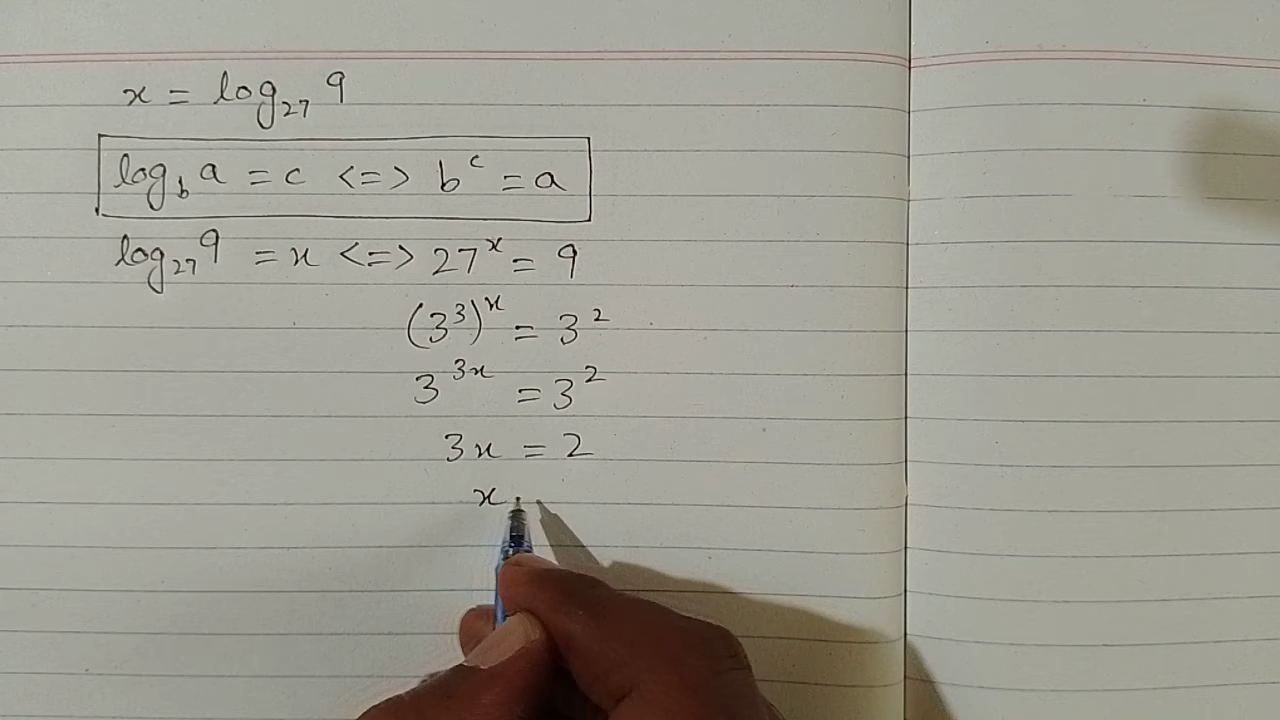 x = log₂₇ 9
log_b a = c <=> b^c = a
log₂₇ 9 = x <=> 27^x = 9
(3³)^x = 3²
3^3x = 3²
3x = 2
x